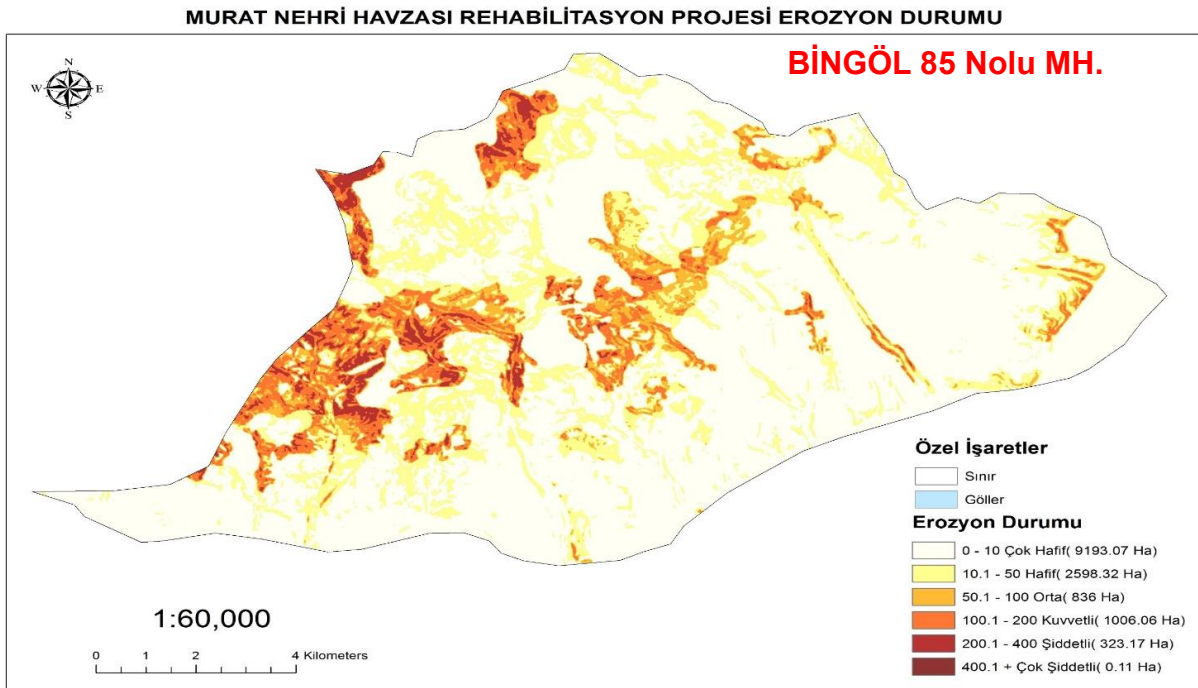 MURAT NEHRİ HAVZASI REHABİLİTASYON PROJESİ EROZYON DURUMU
BİNGÖL 85 Nolu MH.
N
W E
S
Özel İşaretler
Sınır
Göller
Erozyon Durumu
0 - 10 Çok Hafif( 9193.07 Ha)
10.1 - 50 Hafif( 2598.32 Ha)
50.1 - 100 Orta( 836 Ha)
100.1 - 200 Kuvvetli( 1006.06 Ha)
200.1 - 400 Şiddetli( 323.17 Ha)
400.1 + Çok Şiddetli( 0.11 Ha)
1:60,000
0 1 2 4 Kilometers